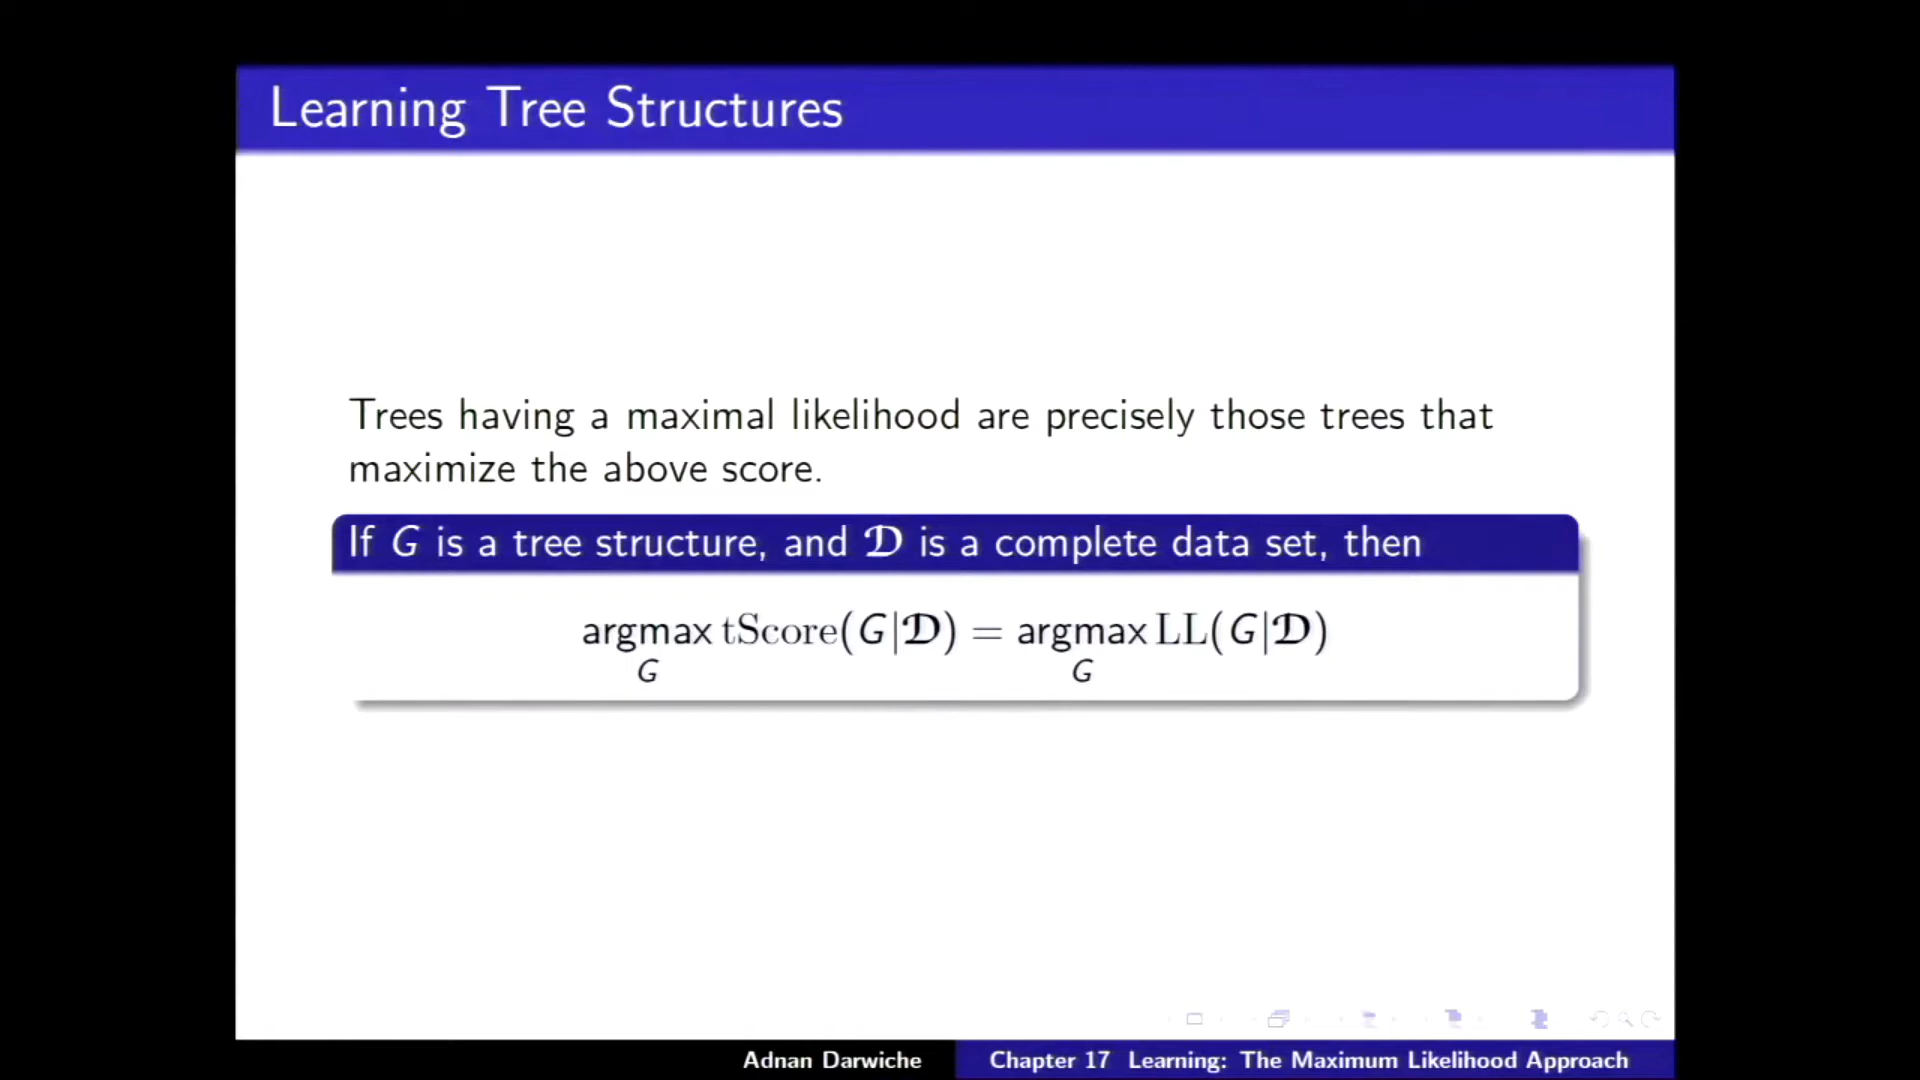 Learning Tree Structures
Trees having a maximal likelihood are precisely those trees that
maximize the above score.
If G is a tree structure, and 𝒟 is a complete data set, then
argmax tScore(G|𝒟) = argmax LL(G|𝒟)
G G
Adnan Darwiche Chapter 17 Learning: The Maximum Likelihood Approach